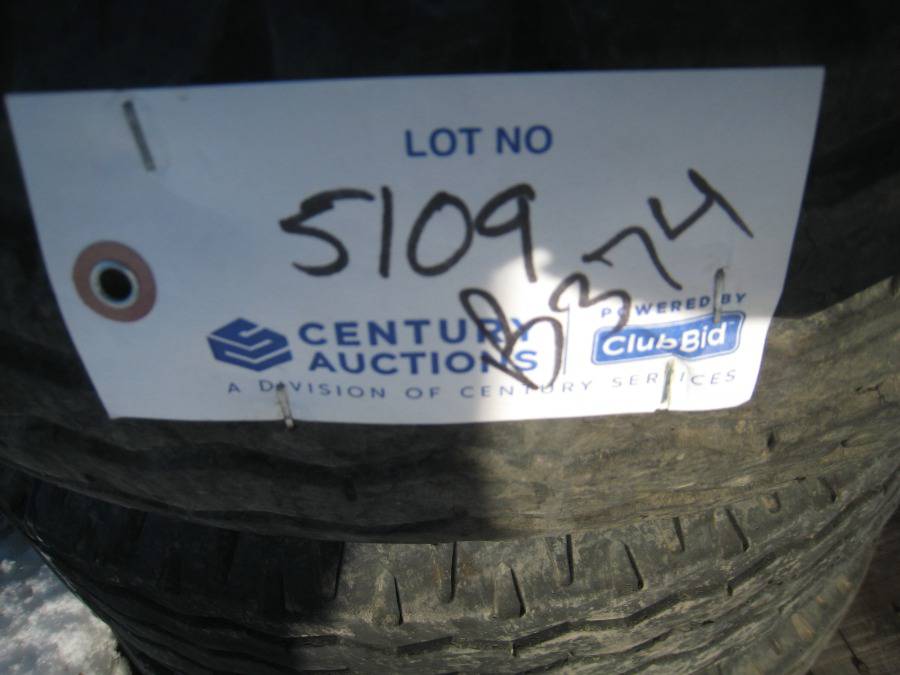 LOT NO
5109
B374
CENTURY
AUCTIONS
A DIVISION OF CENTURY SERVICES
POWERED BY
ClubBid